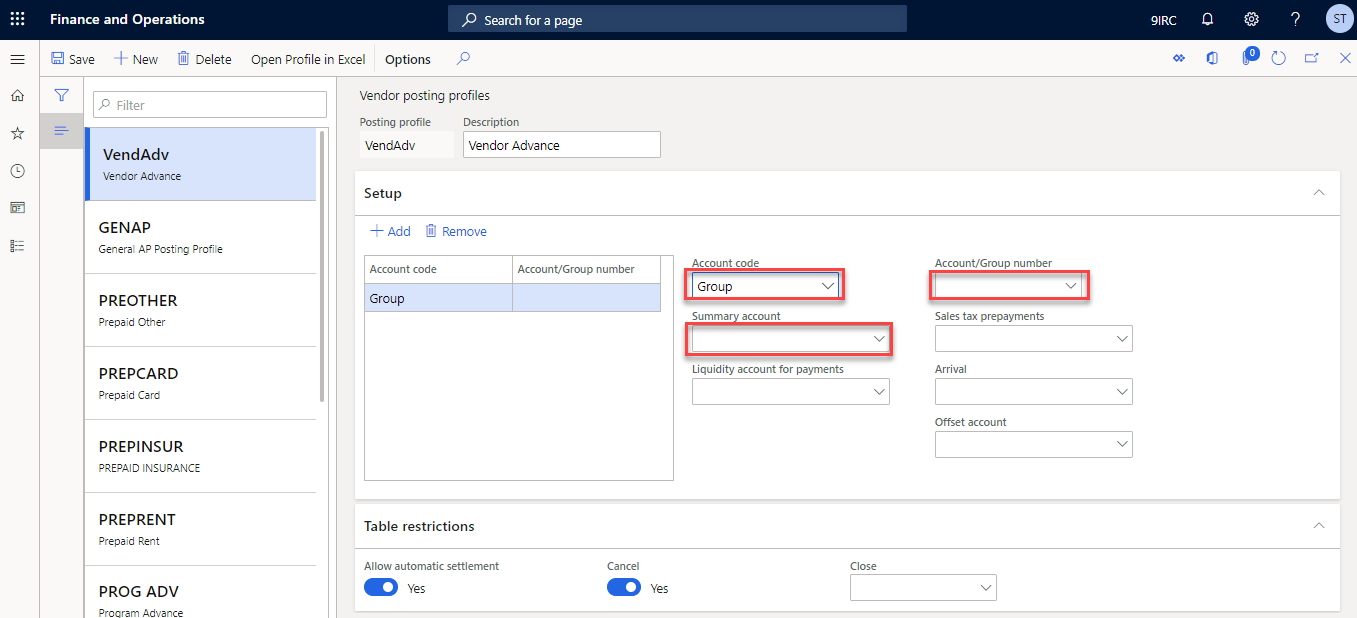 Finance and Operations
Search for a page
9IRC
?
ST
Save
New
Delete
Open Profile in Excel
Options
0
Filter
VendAdv
Vendor Advance
GENAP
General AP Posting Profile
PREOTHER
Prepaid Other
PREPCARD
Prepaid Card
PREPINSUR
PREPAID INSURANCE
PREPRENT
Prepaid Rent
PROG ADV
Program Advance
Vendor posting profiles
Posting profile
Description
VendAdv
Vendor Advance
Setup
Add
Remove
Account code
Account/Group number
Group
Account code
Group
Account/Group number
Summary account
Sales tax prepayments
Liquidity account for payments
Arrival
Offset account
Table restrictions
Allow automatic settlement
Yes
Cancel
Yes
Close